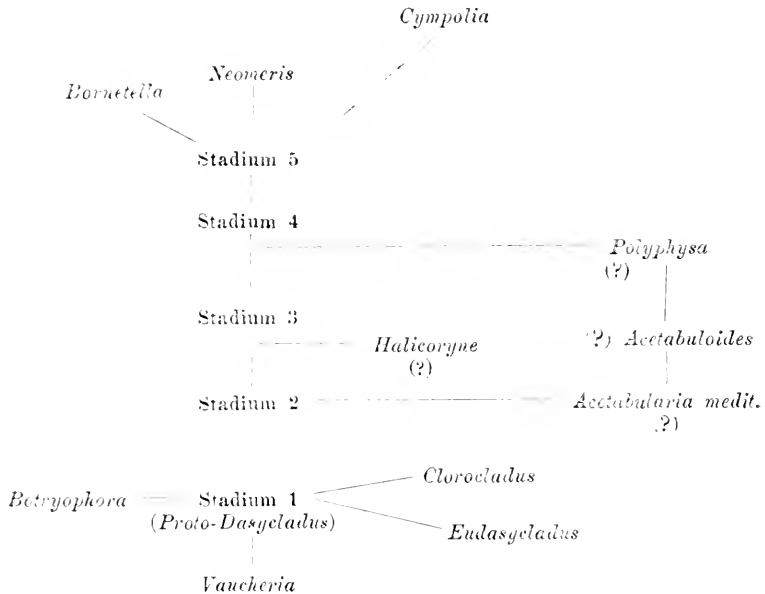 Cympolia
Neomeris
Bornetella
Stadium 5
Stadium 4
Polyphysa
(?)
Stadium 3
(?) Acetabuloides
Halicoryne
(?)
Stadium 2
Acetabularia medit.
(?)
Clorocladus
Botryophora
Stadium 1
(Proto-Dasycladus)
Eudasycladus
Vaucheria